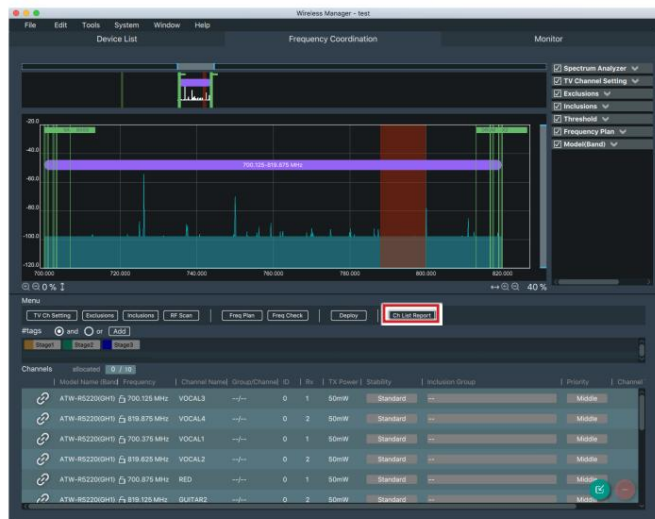 Wireless Manager - test
File Edit Tools System Window Help
Device List Frequency Coordination Monitor
Spectrum Analyzer
TV Channel Setting
Exclusions
Inclusions
Threshold
Frequency Plan
Model(Band)
-20.0
700.125-819.875 MHz
-40.0
-60.0
-80.0
-100.0
-120.0
700.000 720.000 740.000 760.000 780.000 800.000 820.000
0 % 40 %
Menu
TV Ch Setting Exclusions Inclusions RF Scan Freq Plan Freq Check Deploy Ch List Report
#tags and or Add
Stage1 Stage2 Stage3
Channels allocated 0 / 10
Model Name (Band) Frequency Channel Name Group/Channel ID Rx TX Power Stability Inclusion Group Priority Channel
ATW-R5220(GH1) 700.125 MHz VOCAL3 --/-- 0 1 50mW Standard -- Middle
ATW-R5220(GH1) 819.875 MHz VOCAL4 --/-- 0 2 50mW Standard -- Middle
ATW-R5220(GH1) 700.375 MHz VOCAL1 --/-- 0 1 50mW Standard -- Middle
ATW-R5220(GH1) 819.625 MHz VOCAL2 --/-- 0 2 50mW Standard -- Middle
ATW-R5220(GH1) 700.875 MHz RED --/-- 0 1 50mW Standard -- Middle
ATW-R5220(GH1) 819.125 MHz GUITAR2 --/-- 0 2 50mW Standard -- Middle